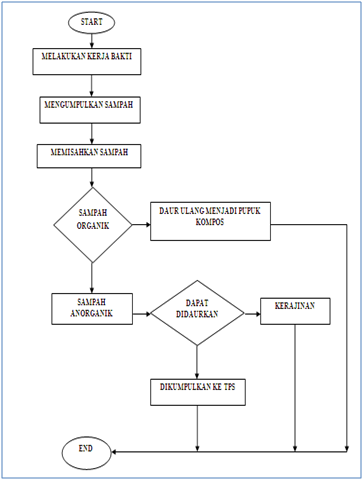 START
MELAKUKAN KERJA BAKTI
MENGUMPULKAN SAMPAH
MEMISAHKAN SAMPAH
SAMPAH
ORGANIK
DAUR ULANG MENJADI PUPUK
KOMPOS
SAMPAH
ANORGANIK
DAPAT
DIDAURKAN
KERAJINAN
DIKUMPULKAN KE TPS
END